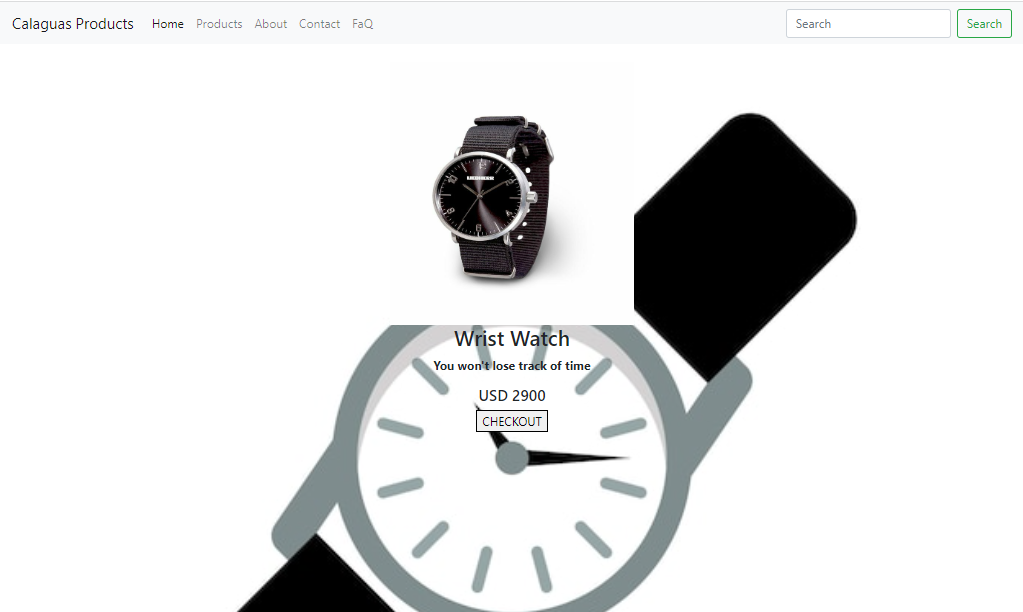 Calaguas Products Home Products About Contact FaQ Search Search
LIEBHERR
Wrist Watch
You won't lose track of time
USD 2900
CHECKOUT